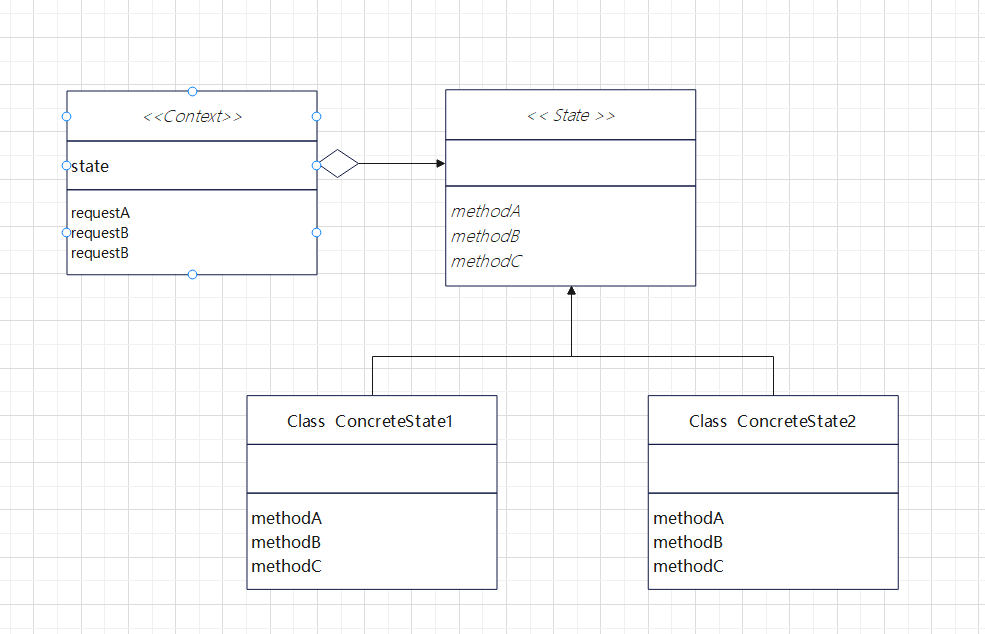 <<Context>>
state
requestA
requestB
requestB
<< State >>
methodA
methodB
methodC
Class ConcreteState1
methodA
methodB
methodC
Class ConcreteState2
methodA
methodB
methodC